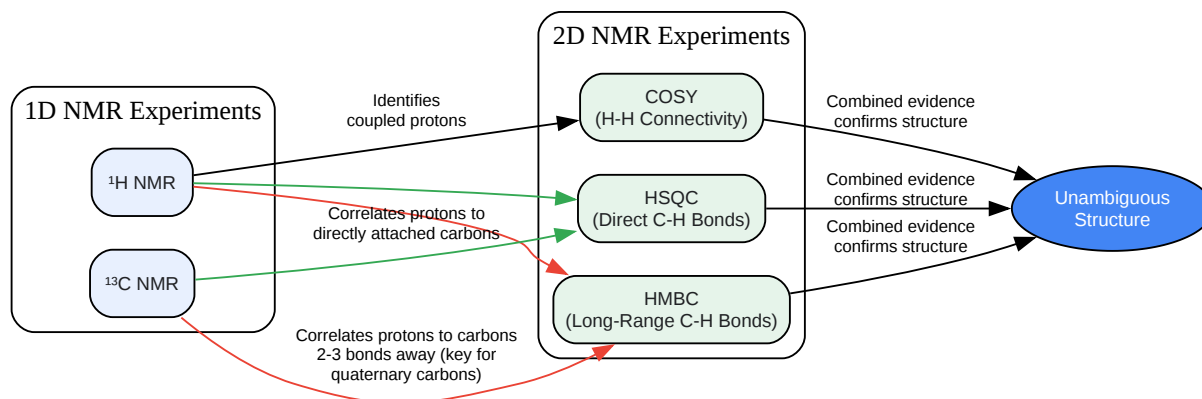 1D NMR Experiments
¹H NMR
¹³C NMR
Identifies
coupled protons
Correlates protons to
directly attached carbons
Correlates protons to carbons
2-3 bonds away (key for
quaternary carbons)
2D NMR Experiments
COSY
(H-H Connectivity)
HSQC
(Direct C-H Bonds)
HMBC
(Long-Range C-H Bonds)
Combined evidence
confirms structure
Combined evidence
confirms structure
Combined evidence
confirms structure
Unambiguous
Structure